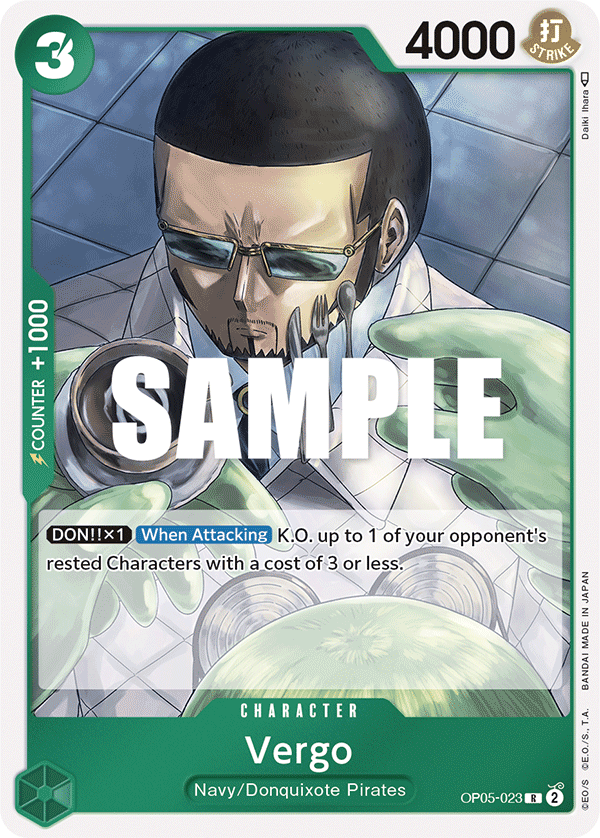 3
4000
打
STRIKE
Daiki Ihara
COUNTER +1000
SAMPLE
DON!!×1 When Attacking K.O. up to 1 of your opponent's
rested Characters with a cost of 3 or less.
CHARACTER
Vergo
Navy/Donquixote Pirates
OP05-023 R 2
©EO/S ©E.O./S., T.A. BANDAI MADE IN JAPAN